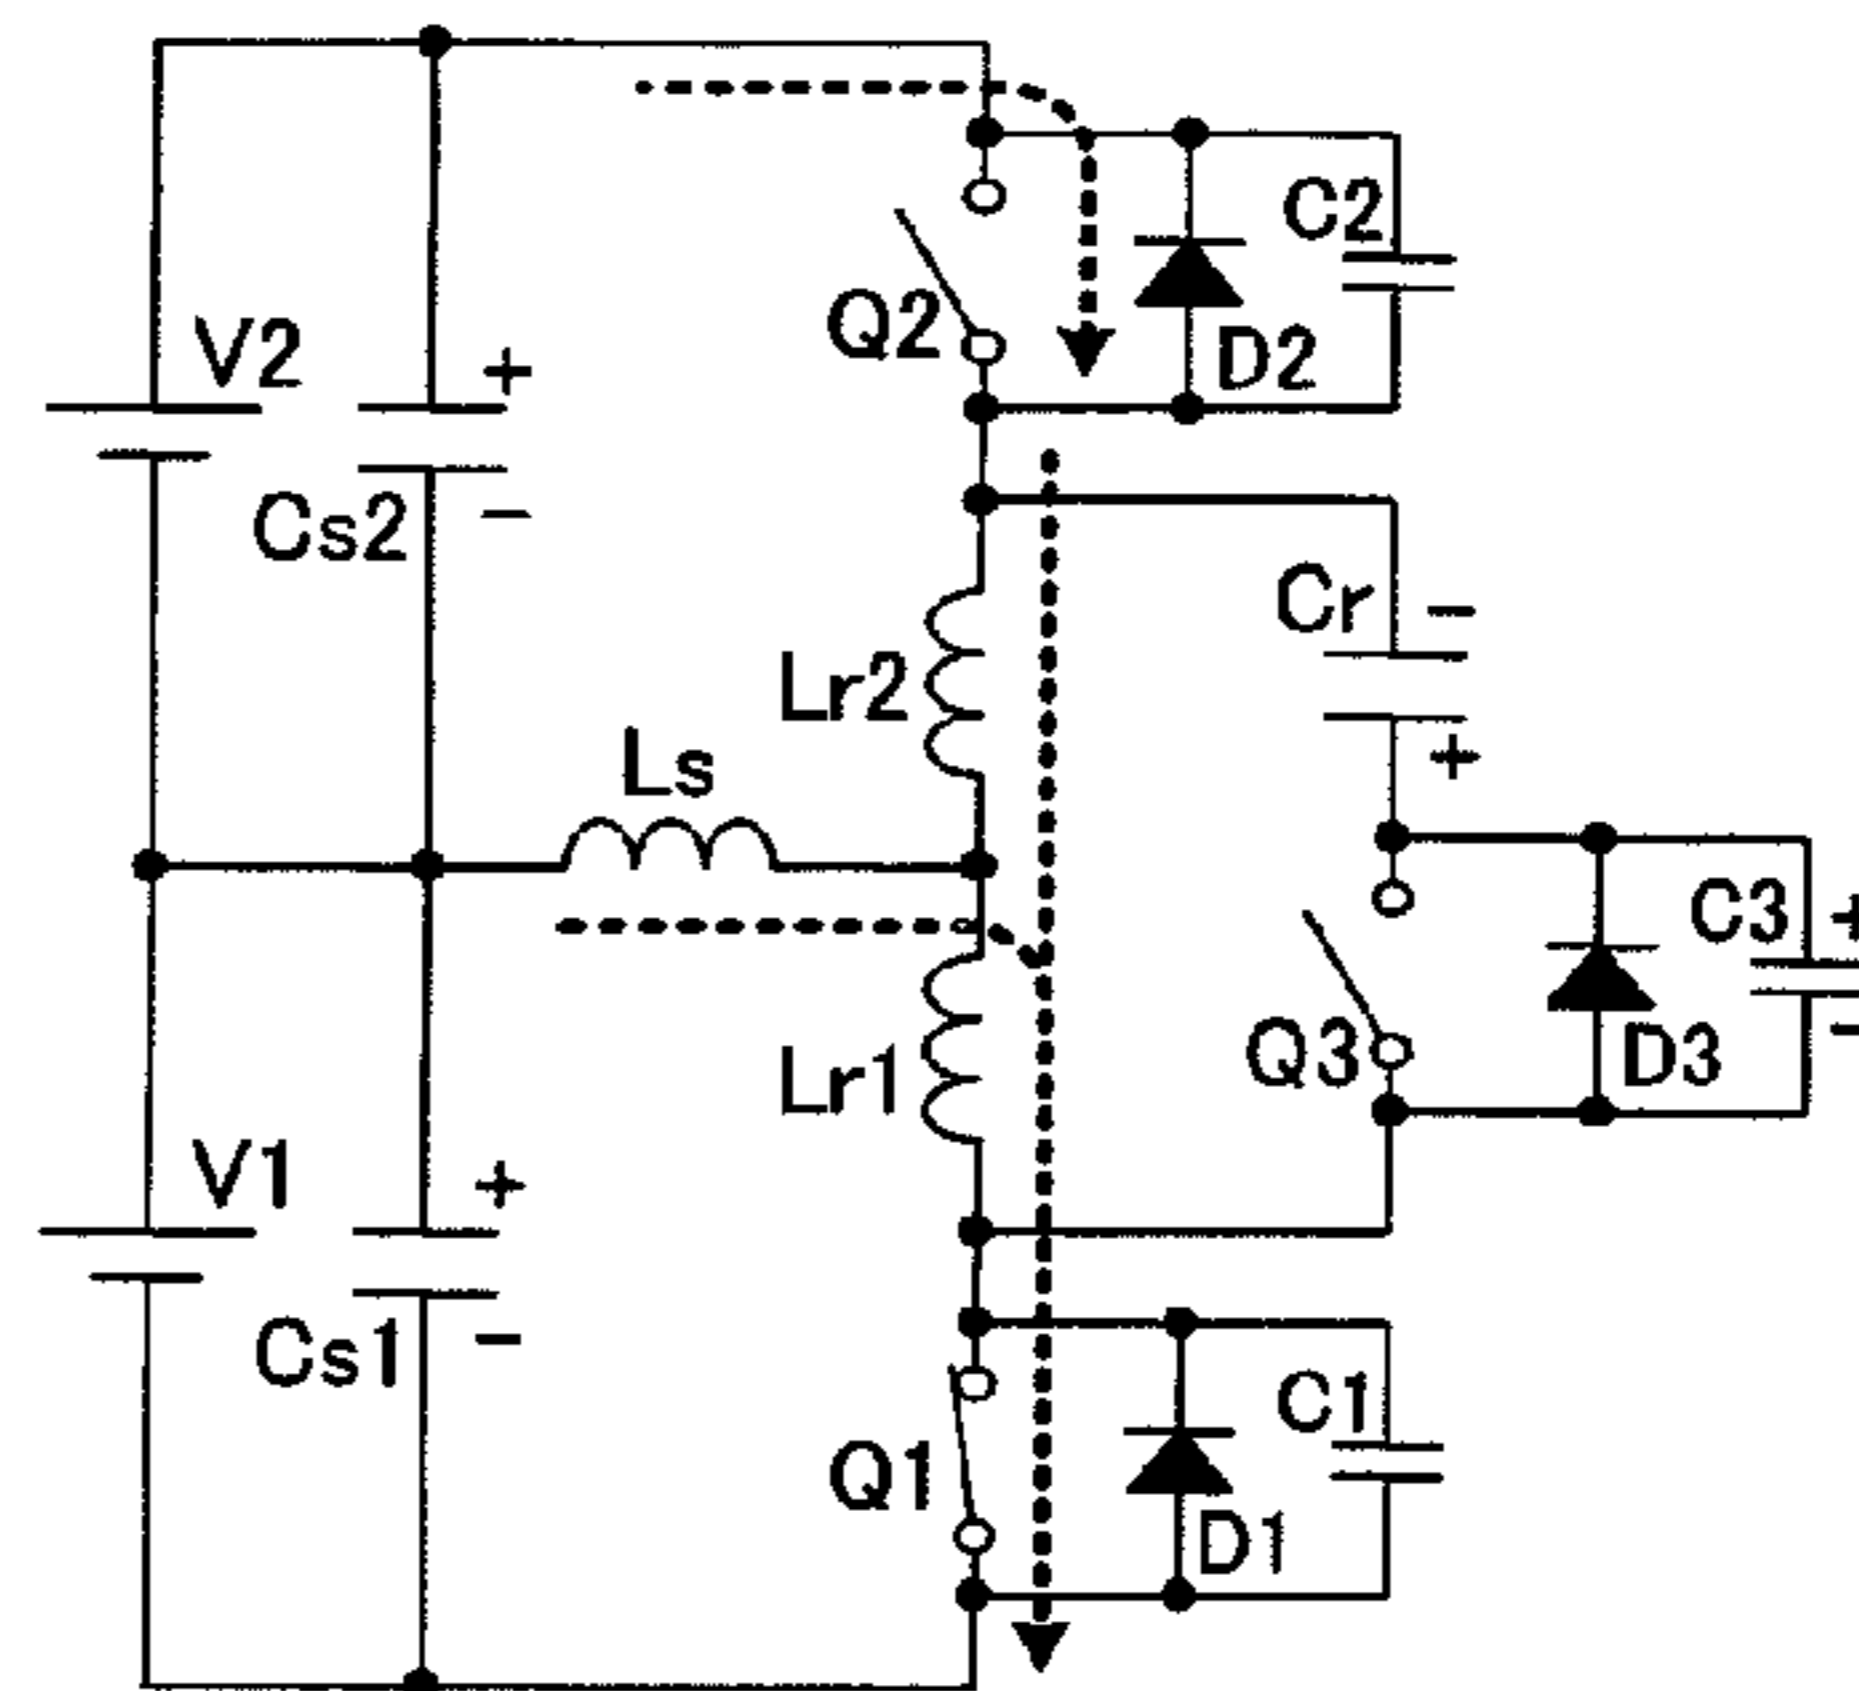 C2
Q2
D2
V2
+
Cs2
−
Cr
−
Lr2
+
Ls
C3
+
Q3
D3
−
Lr1
V1
+
Cs1
−
C1
Q1
D1